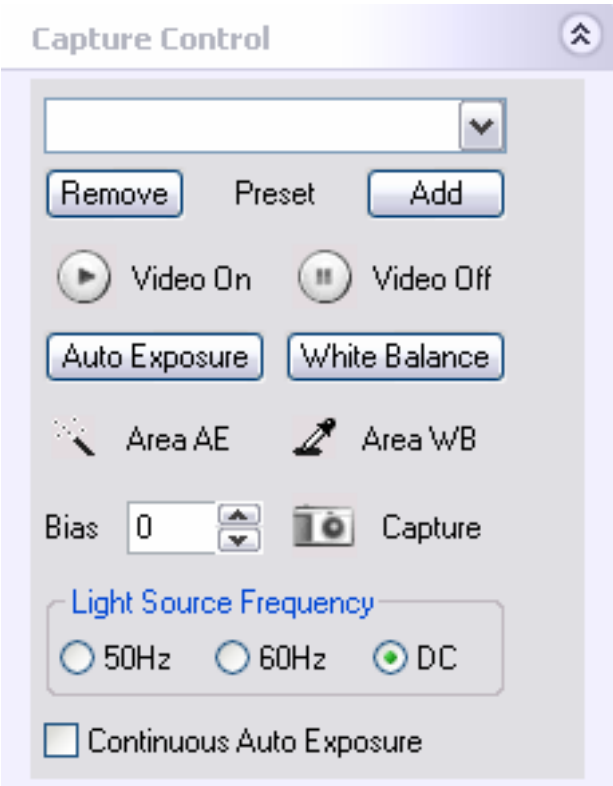 Capture Control
Remove Preset Add
Video On Video Off
Auto Exposure White Balance
Area AE Area WB
Bias 0 Capture
Light Source Frequency
50Hz 60Hz DC
Continuous Auto Exposure